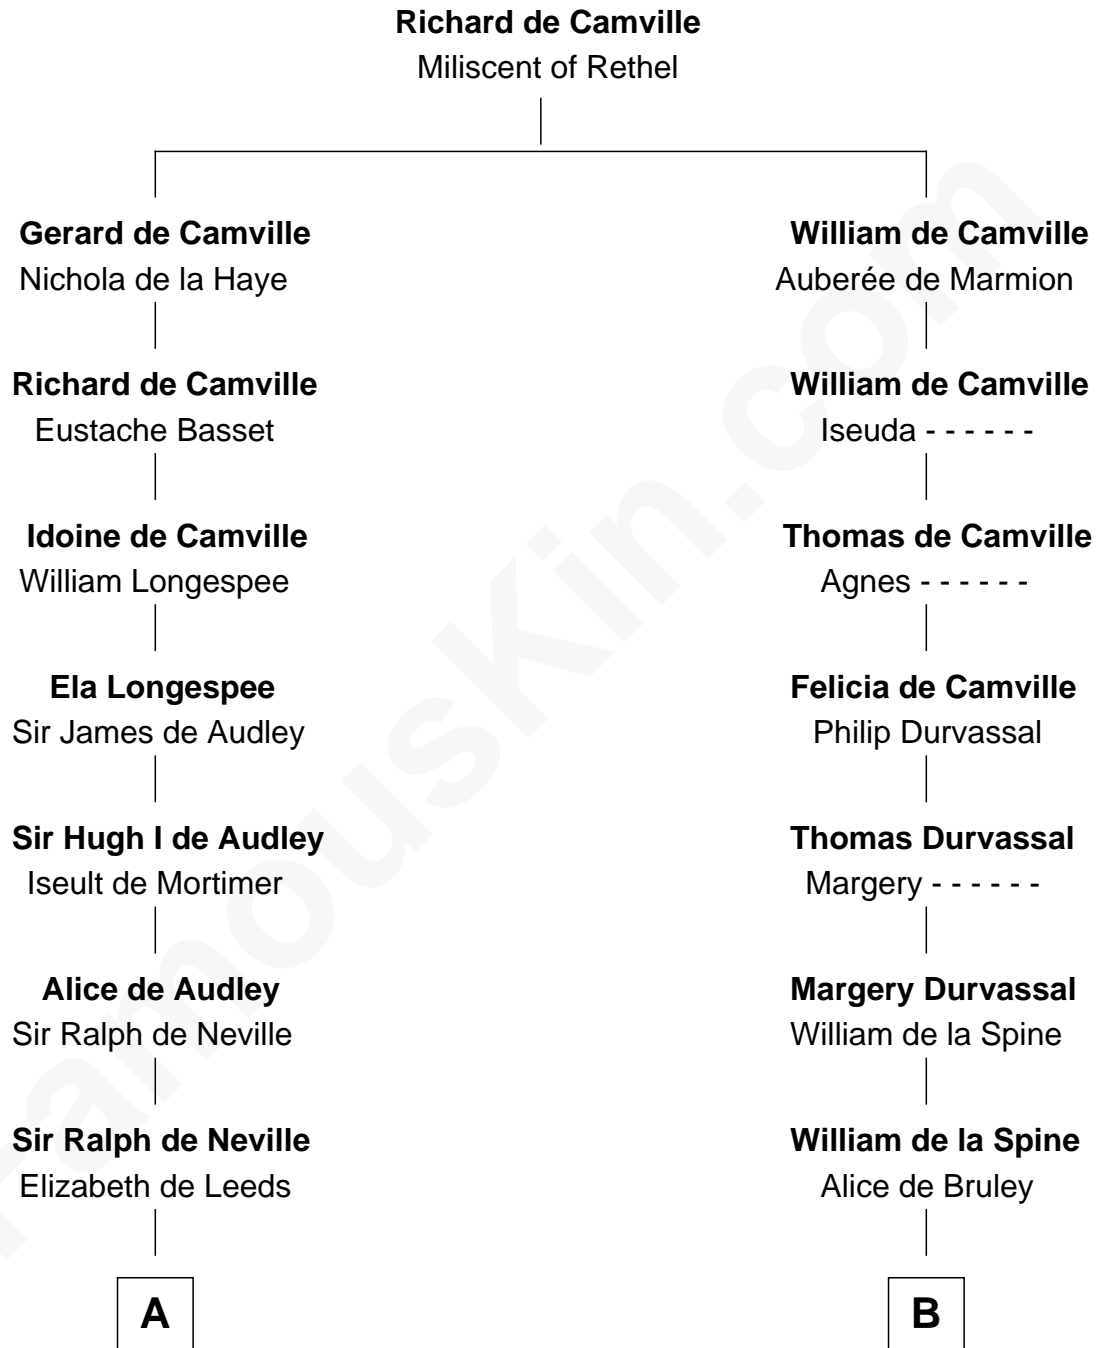 Richard de Camville
Miliscent of Rethel
Gerard de Camville
Nichola de la Haye
William de Camville
Auberée de Marmion
Richard de Camville
Eustache Basset
William de Camville
Iseuda - - - - - -
Idoine de Camville
William Longespee
Thomas de Camville
Agnes - - - - - -
Ela Longespee
Sir James de Audley
Felicia de Camville
Philip Durvassal
Sir Hugh I de Audley
Iseult de Mortimer
Thomas Durvassal
Margery - - - - - -
Alice de Audley
Sir Ralph de Neville
Margery Durvassal
William de la Spine
Sir Ralph de Neville
Elizabeth de Leeds
William de la Spine
Alice de Bruley
A
B
FamousKin.com